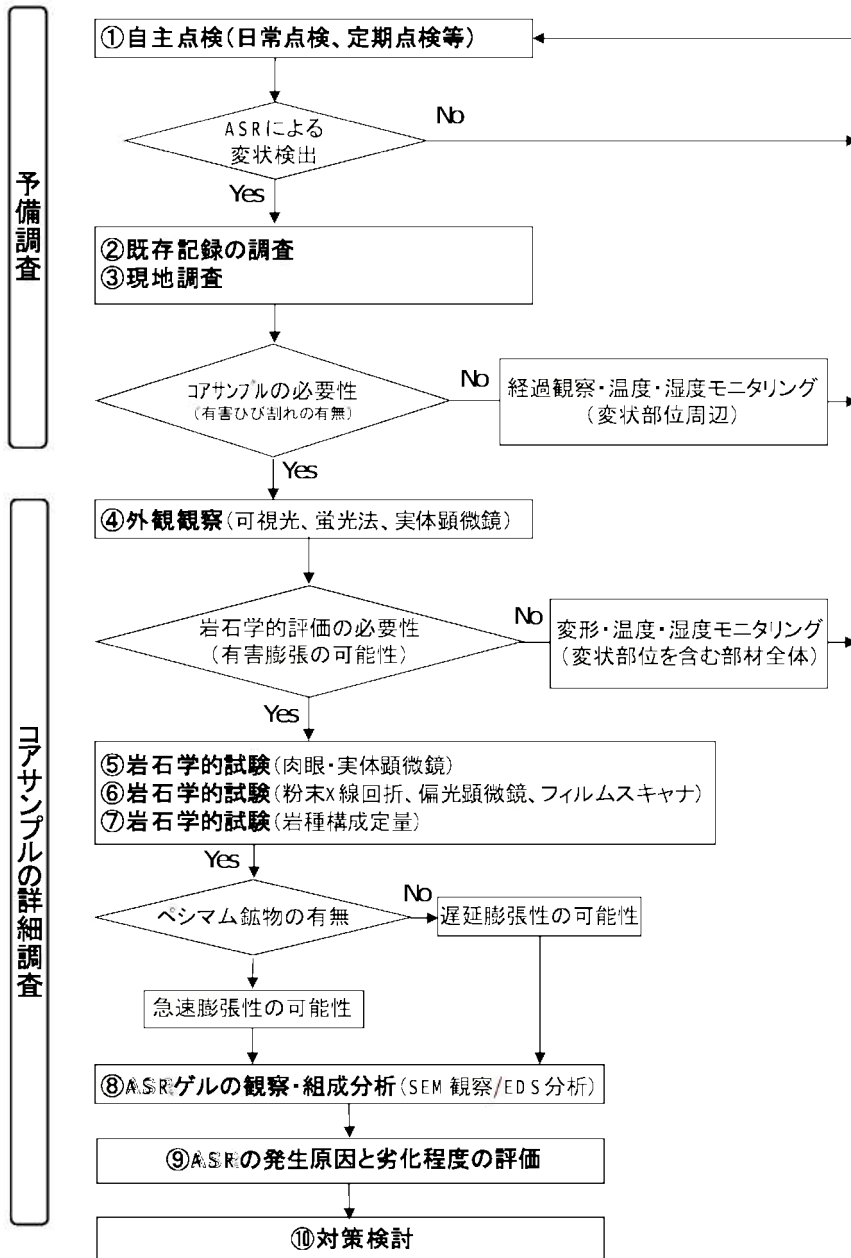 予備調査
①自主点検(日常点検、定期点検等)
ASRによる
変状検出
No
Yes
②既存記録の調査
③現地調査
コアサンプルの必要性
(有害ひび割れの有無)
No
経過観察・温度・湿度モニタリング
(変状部位周辺)
Yes
コアサンプルの詳細調査
④外観観察(可視光、蛍光法、実体顕微鏡)
岩石学的評価の必要性
(有害膨張の可能性)
No
変形・温度・湿度モニタリング
(変状部位を含む部材全体)
Yes
⑤岩石学的試験(肉眼・実体顕微鏡)
⑥岩石学的試験(粉末X線回折、偏光顕微鏡、フィルムスキャナ)
⑦岩石学的試験(岩種構成定量)
Yes
ペシマム鉱物の有無
No
遅延膨張性の可能性
急速膨張性の可能性
⑧ASRゲルの観察・組成分析(SEM観察/EDS分析)
⑨ASRの発生原因と劣化程度の評価
⑩対策検討